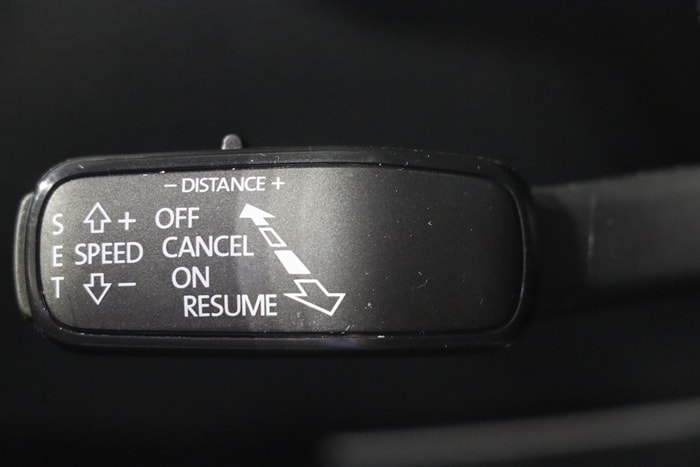 - DISTANCE +
S E T
+ OFF
SPEED CANCEL
- ON
RESUME